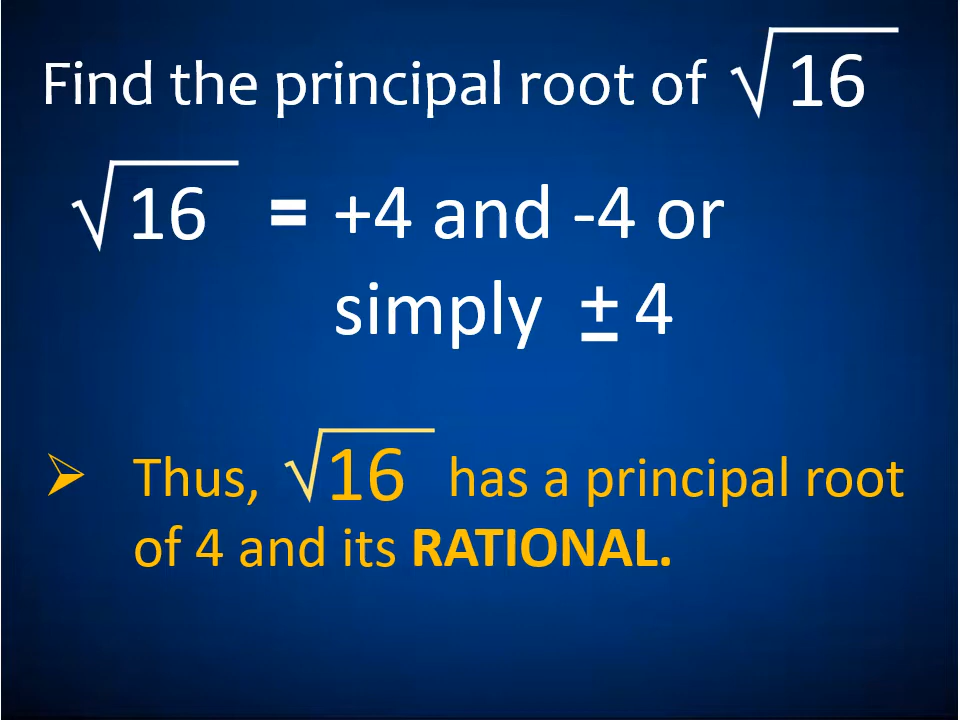 Find the principal root of √16
√16 = +4 and -4 or
simply ± 4
➢ Thus, √16 has a principal root
of 4 and its RATIONAL.